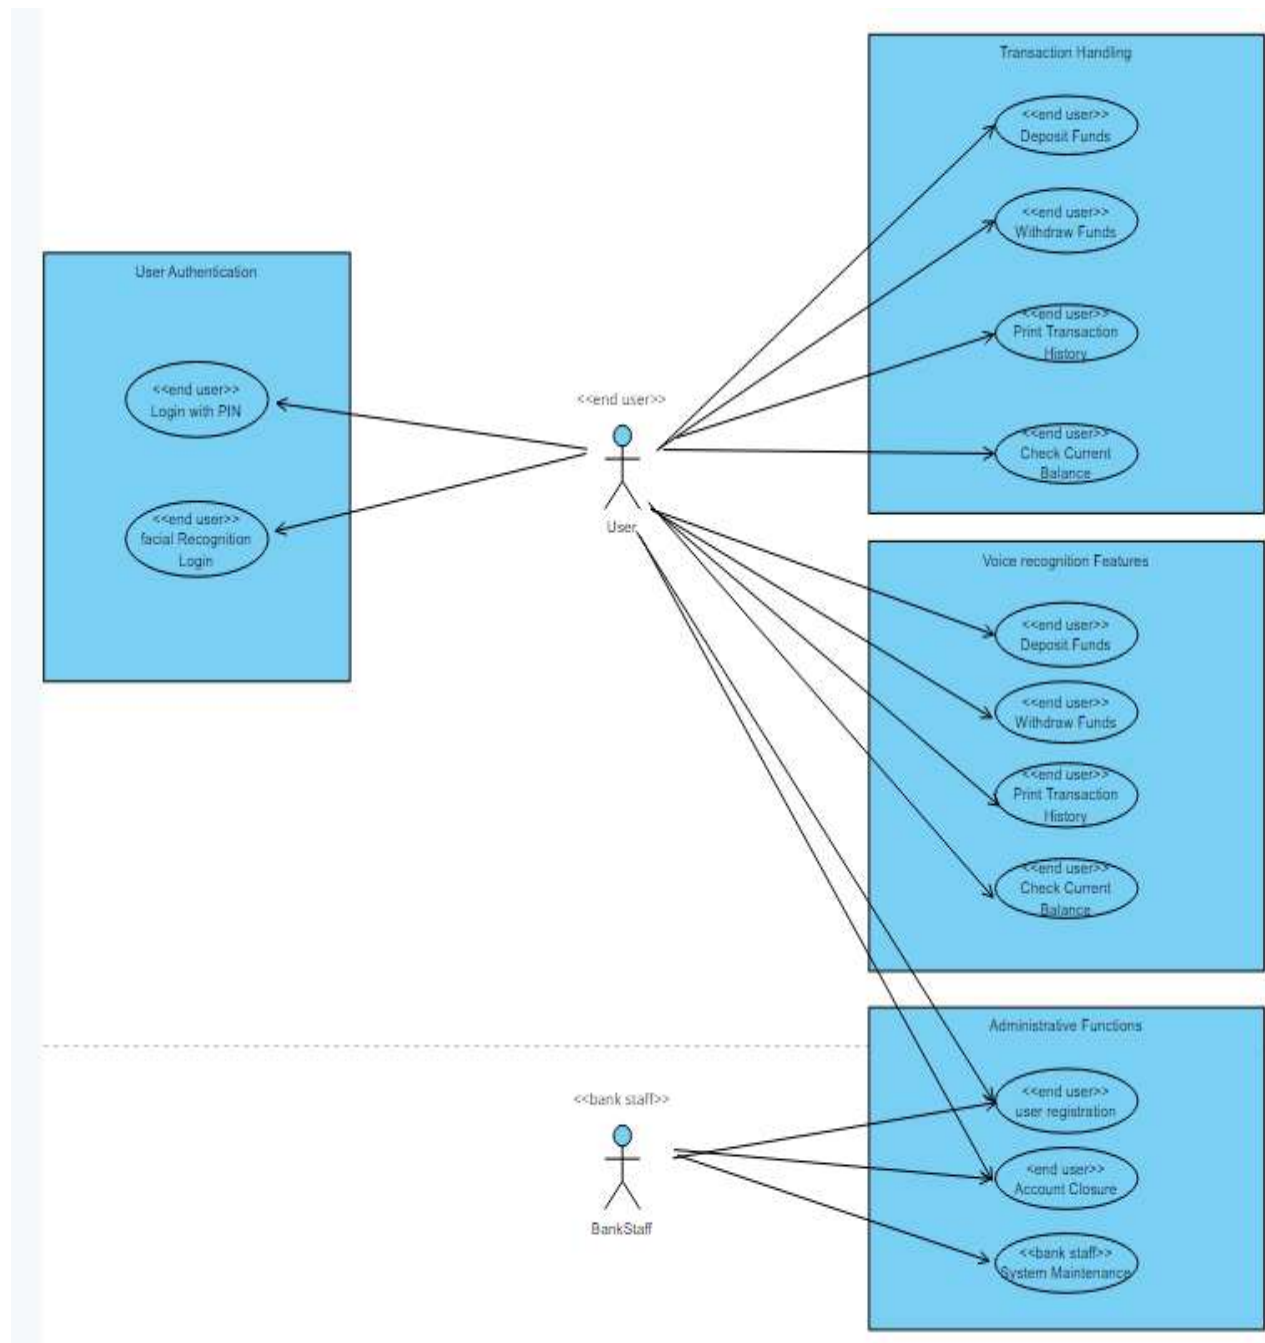 Transaction Handling
<<end user>>
Deposit Funds
<<end user>>
Withdraw Funds
<<end user>>
Print Transaction
History
<<end user>>
Check Current
Balance
User Authentication
<<end user>>
Login with PIN
<<end user>>
facial Recognition
Login
<<end user>>
User
Voice recognition Features
<<end user>>
Deposit Funds
<<end user>>
Withdraw Funds
<<end user>>
Print Transaction
History
<<end user>>
Check Current
Balance
Administrative Functions
<<end user>>
user registration
<end user>>
Account Closure
<<bank staff>>
System Maintenance
<<bank staff>>
BankStaff